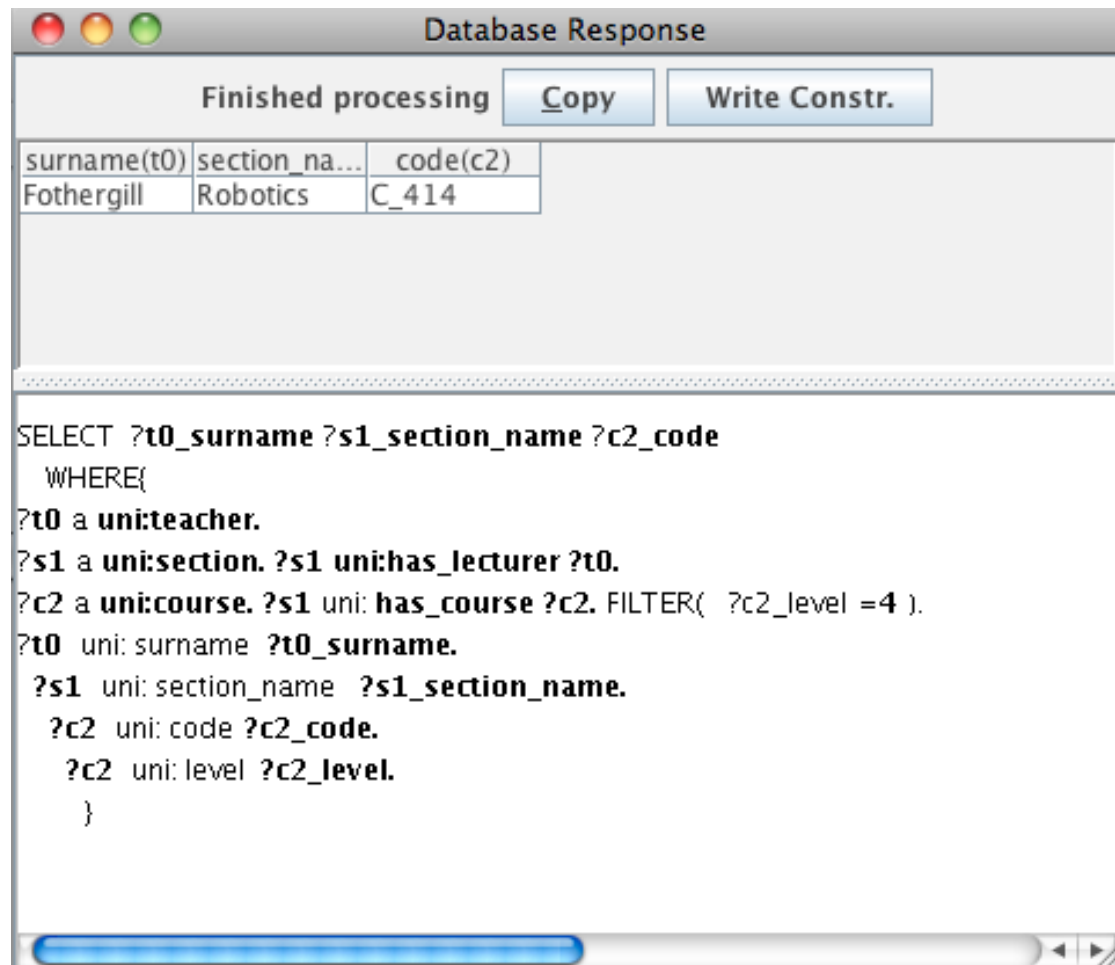 Database Response
Finished processing Copy Write Constr.
surname(t0) section_na... code(c2)
Fothergill Robotics C_414
SELECT ?t0_surname ?s1_section_name ?c2_code
WHERE{
?t0 a uni:teacher.
?s1 a uni:section. ?s1 uni:has_lecturer ?t0.
?c2 a uni:course. ?s1 uni: has_course ?c2. FILTER( ?c2_level =4 ).
?t0 uni: surname ?t0_surname.
?s1 uni: section_name ?s1_section_name.
?c2 uni: code ?c2_code.
?c2 uni: level ?c2_level.
}